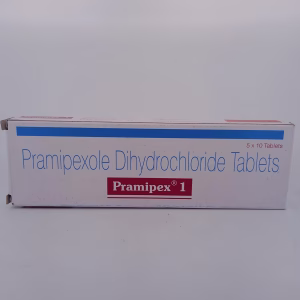 5 x 10 Tablets
Pramipexole Dihydrochloride Tablets
Pramipex® 1